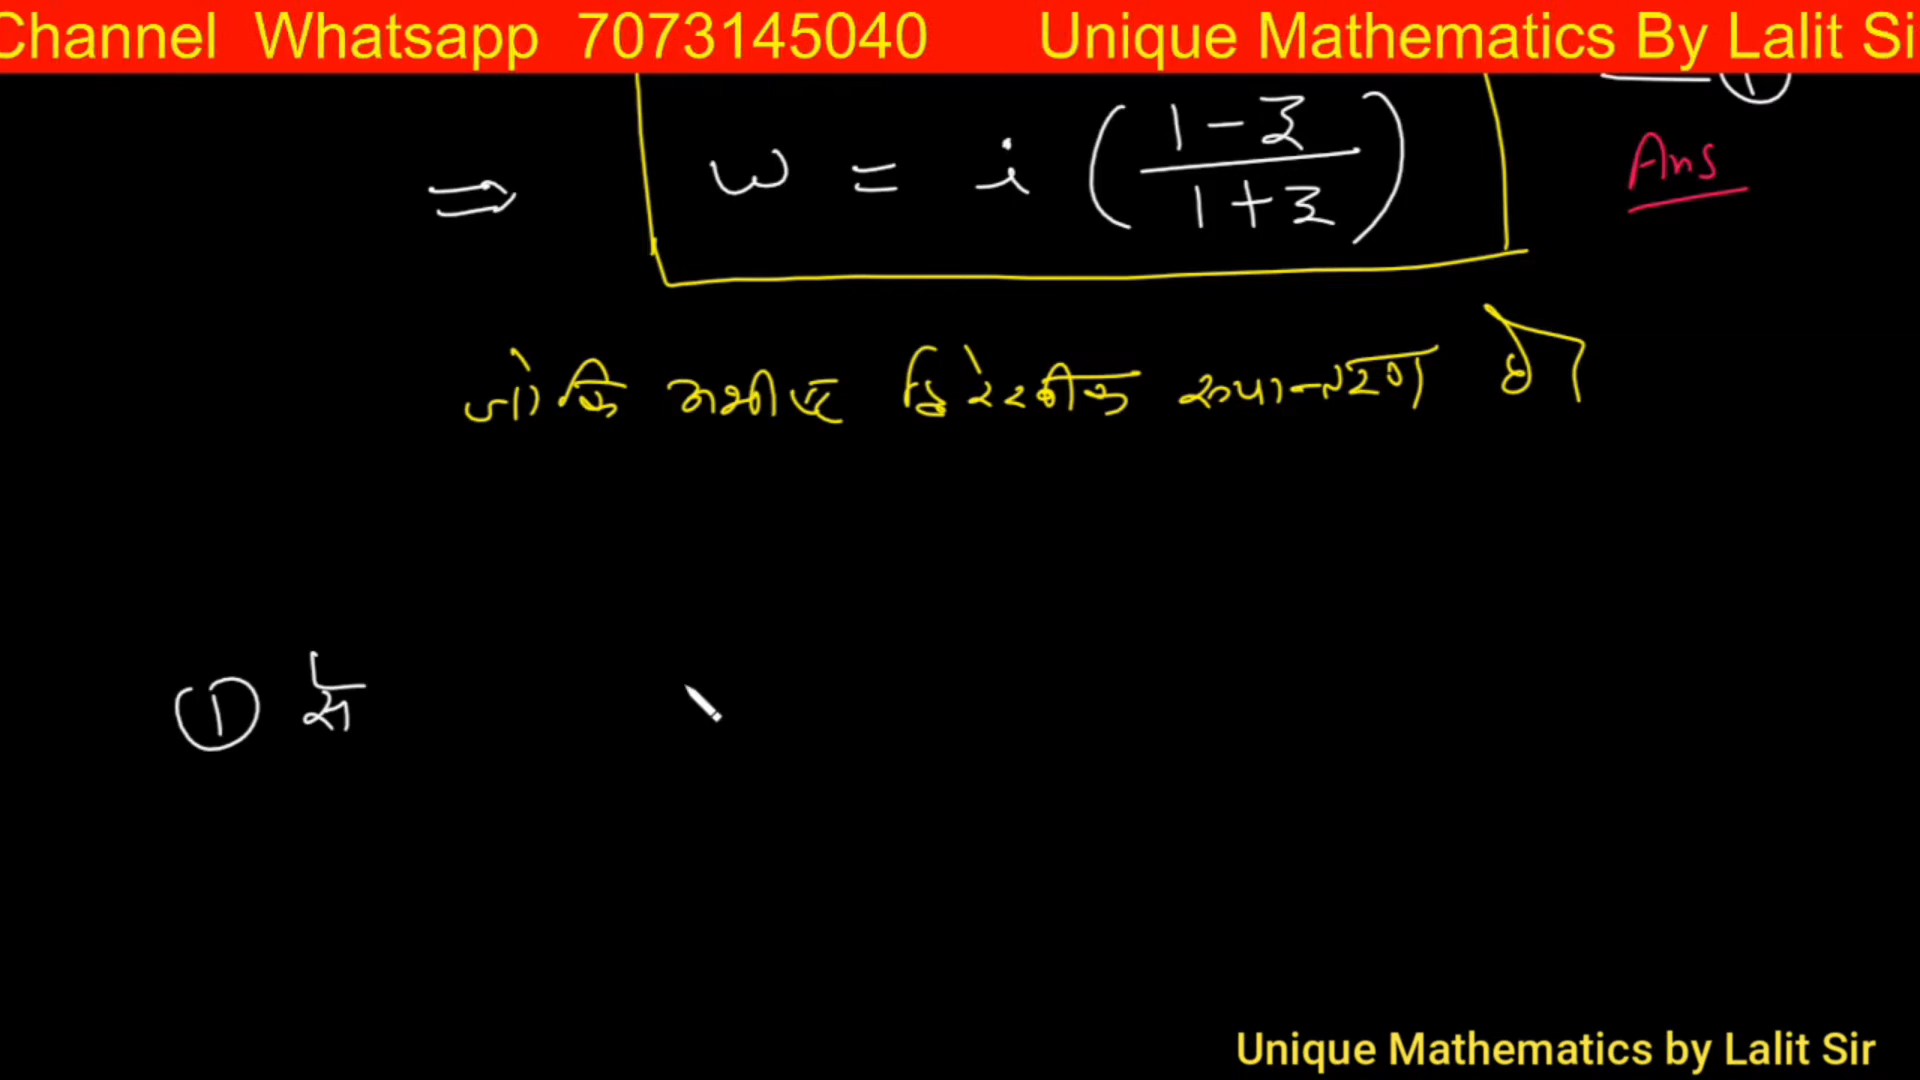 Channel Whatsapp 7073145040 Unique Mathematics By Lalit Si
①
⇒ w = i ( 1-z / 1+z ) Ans
जो कि अभीष्ट द्विरेखीय रूपान्तरण है।
① से
Unique Mathematics by Lalit Sir